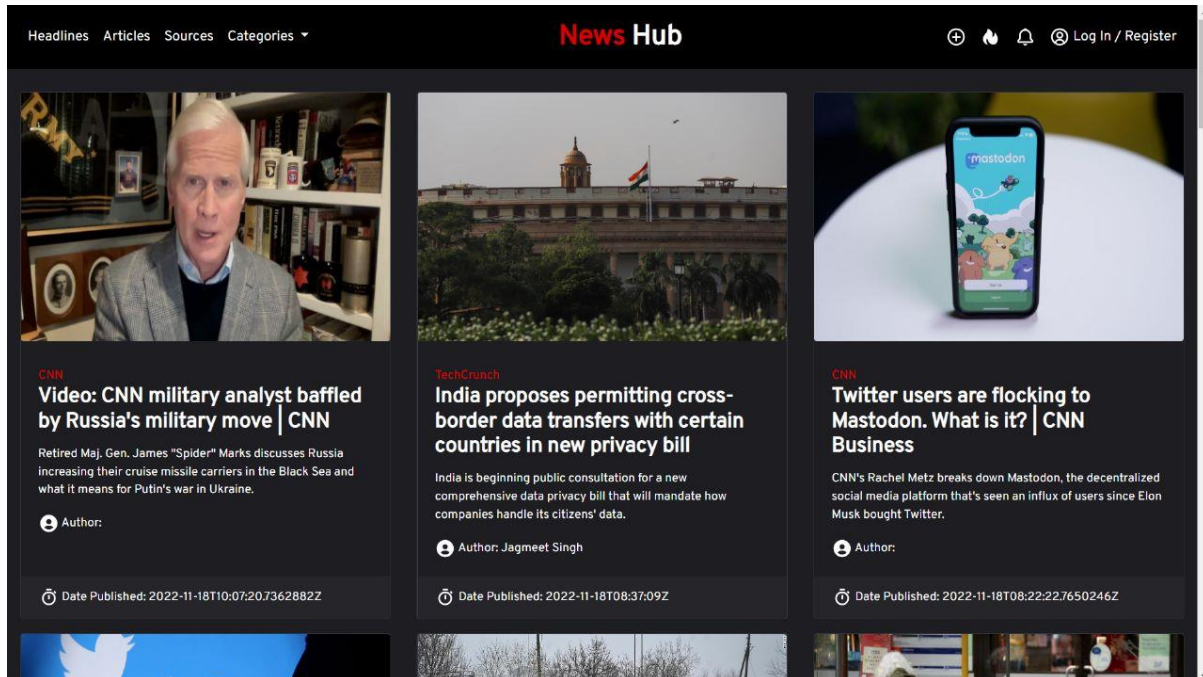 Headlines Articles Sources Categories
News Hub
Log In / Register
ARMY
mastodon
CNN
Video: CNN military analyst baffled
by Russia's military move | CNN
Retired Maj. Gen. James "Spider" Marks discusses Russia
increasing their cruise missile carriers in the Black Sea and
what it means for Putin's war in Ukraine.
Author:
Date Published: 2022-11-18T10:07:20.7362882Z
TechCrunch
India proposes permitting cross-
border data transfers with certain
countries in new privacy bill
India is beginning public consultation for a new
comprehensive data privacy bill that will mandate how
companies handle its citizens' data.
Author: Jagmeet Singh
Date Published: 2022-11-18T08:37:09Z
CNN
Twitter users are flocking to
Mastodon. What is it? | CNN
Business
CNN's Rachel Metz breaks down Mastodon, the decentralized
social media platform that's seen an influx of users since Elon
Musk bought Twitter.
Author:
Date Published: 2022-11-18T08:22:22.7650246Z